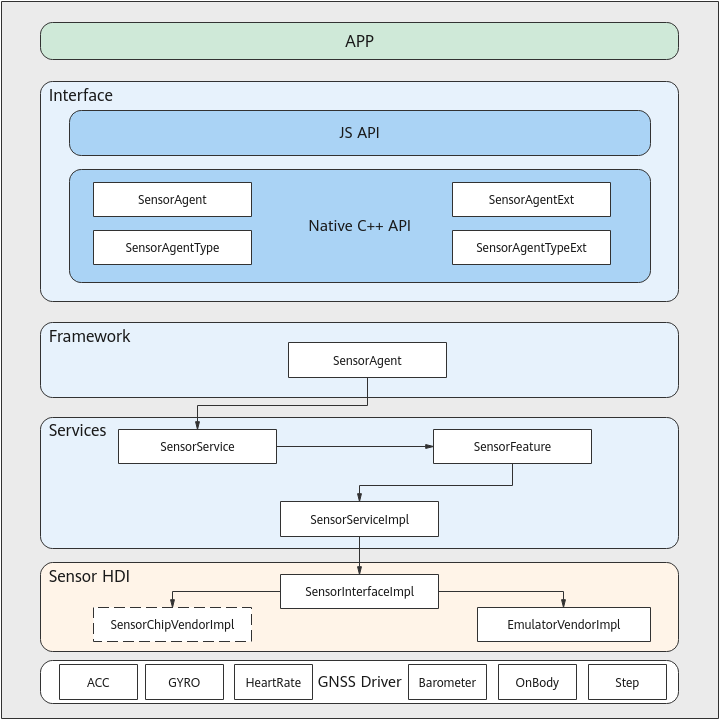 APP
Interface
JS API
SensorAgent
SensorAgentExt
Native C++ API
SensorAgentType
SensorAgentTypeExt
Framework
SensorAgent
Services
SensorService
SensorFeature
SensorServiceImpl
Sensor HDI
SensorInterfaceImpl
SensorChipVendorImpl
EmulatorVendorImpl
ACC
GYRO
HeartRate
GNSS Driver
Barometer
OnBody
Step